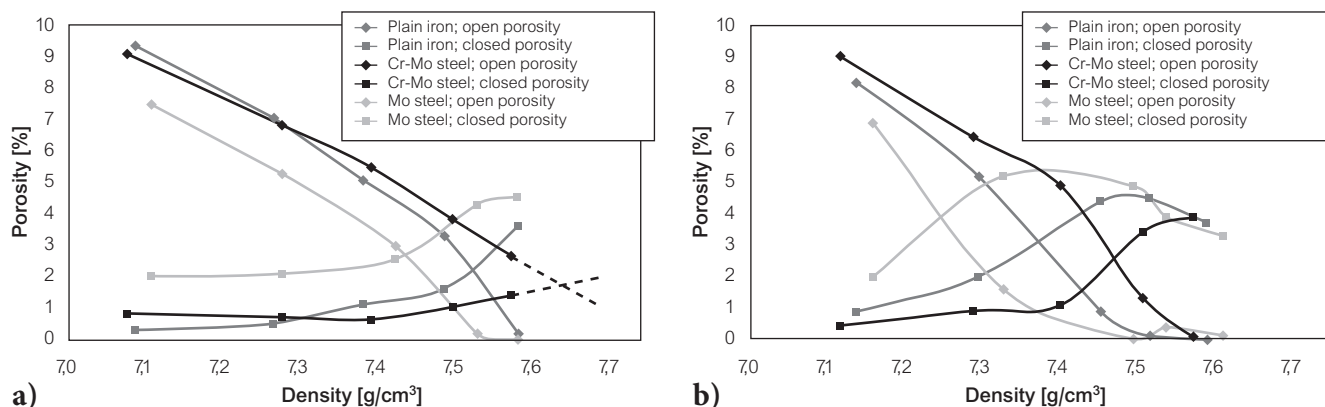 10
9
8
7
6
5
4
3
2
1
0
Porosity [%]
Plain iron; open porosity
Plain iron; closed porosity
Cr-Mo steel; open porosity
Cr-Mo steel; closed porosity
Mo steel; open porosity
Mo steel; closed porosity
7,0 7,1 7,2 7,3 7,4 7,5 7,6 7,7
Density [g/cm³]
a)
10
9
8
7
6
5
4
3
2
1
0
Porosity [%]
Plain iron; open porosity
Plain iron; closed porosity
Cr-Mo steel; open porosity
Cr-Mo steel; closed porosity
Mo steel; open porosity
Mo steel; closed porosity
7,0 7,1 7,2 7,3 7,4 7,5 7,6 7,7
Density [g/cm³]
b)